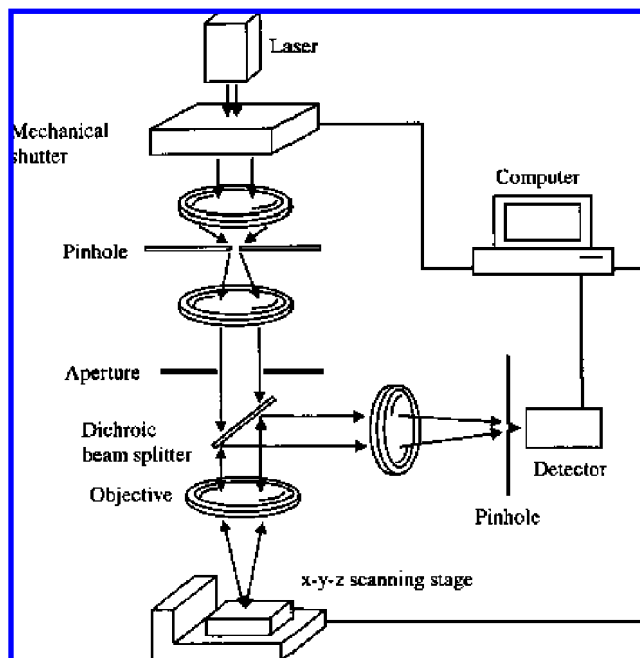 Laser
Mechanical
shutter
Computer
Pinhole
Aperture
Dichroic
beam splitter
Detector
Objective
Pinhole
x-y-z scanning stage